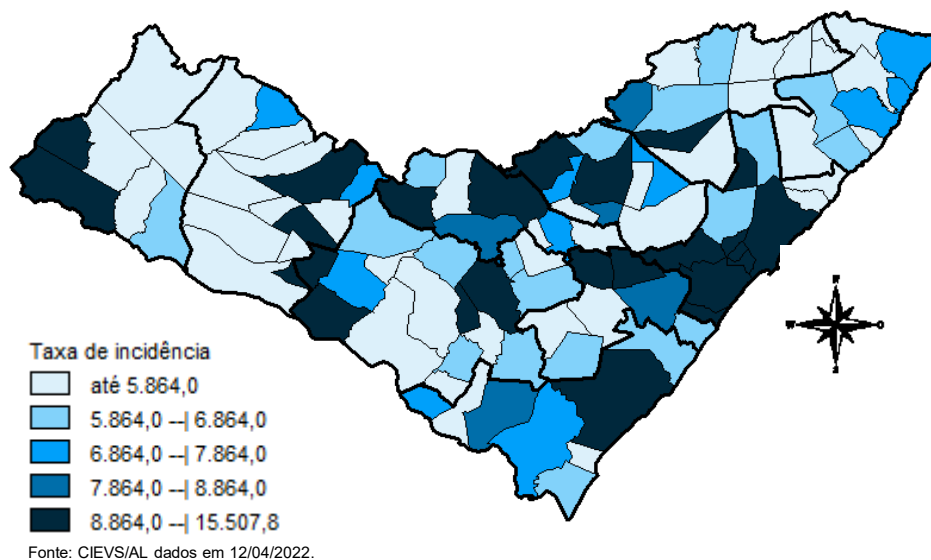 Taxa de incidência
até 5.864,0
5.864,0 --| 6.864,0
6.864,0 --| 7.864,0
7.864,0 --| 8.864,0
8.864,0 --| 15.507,8
Fonte: CIEVS/AL dados em 12/04/2022.